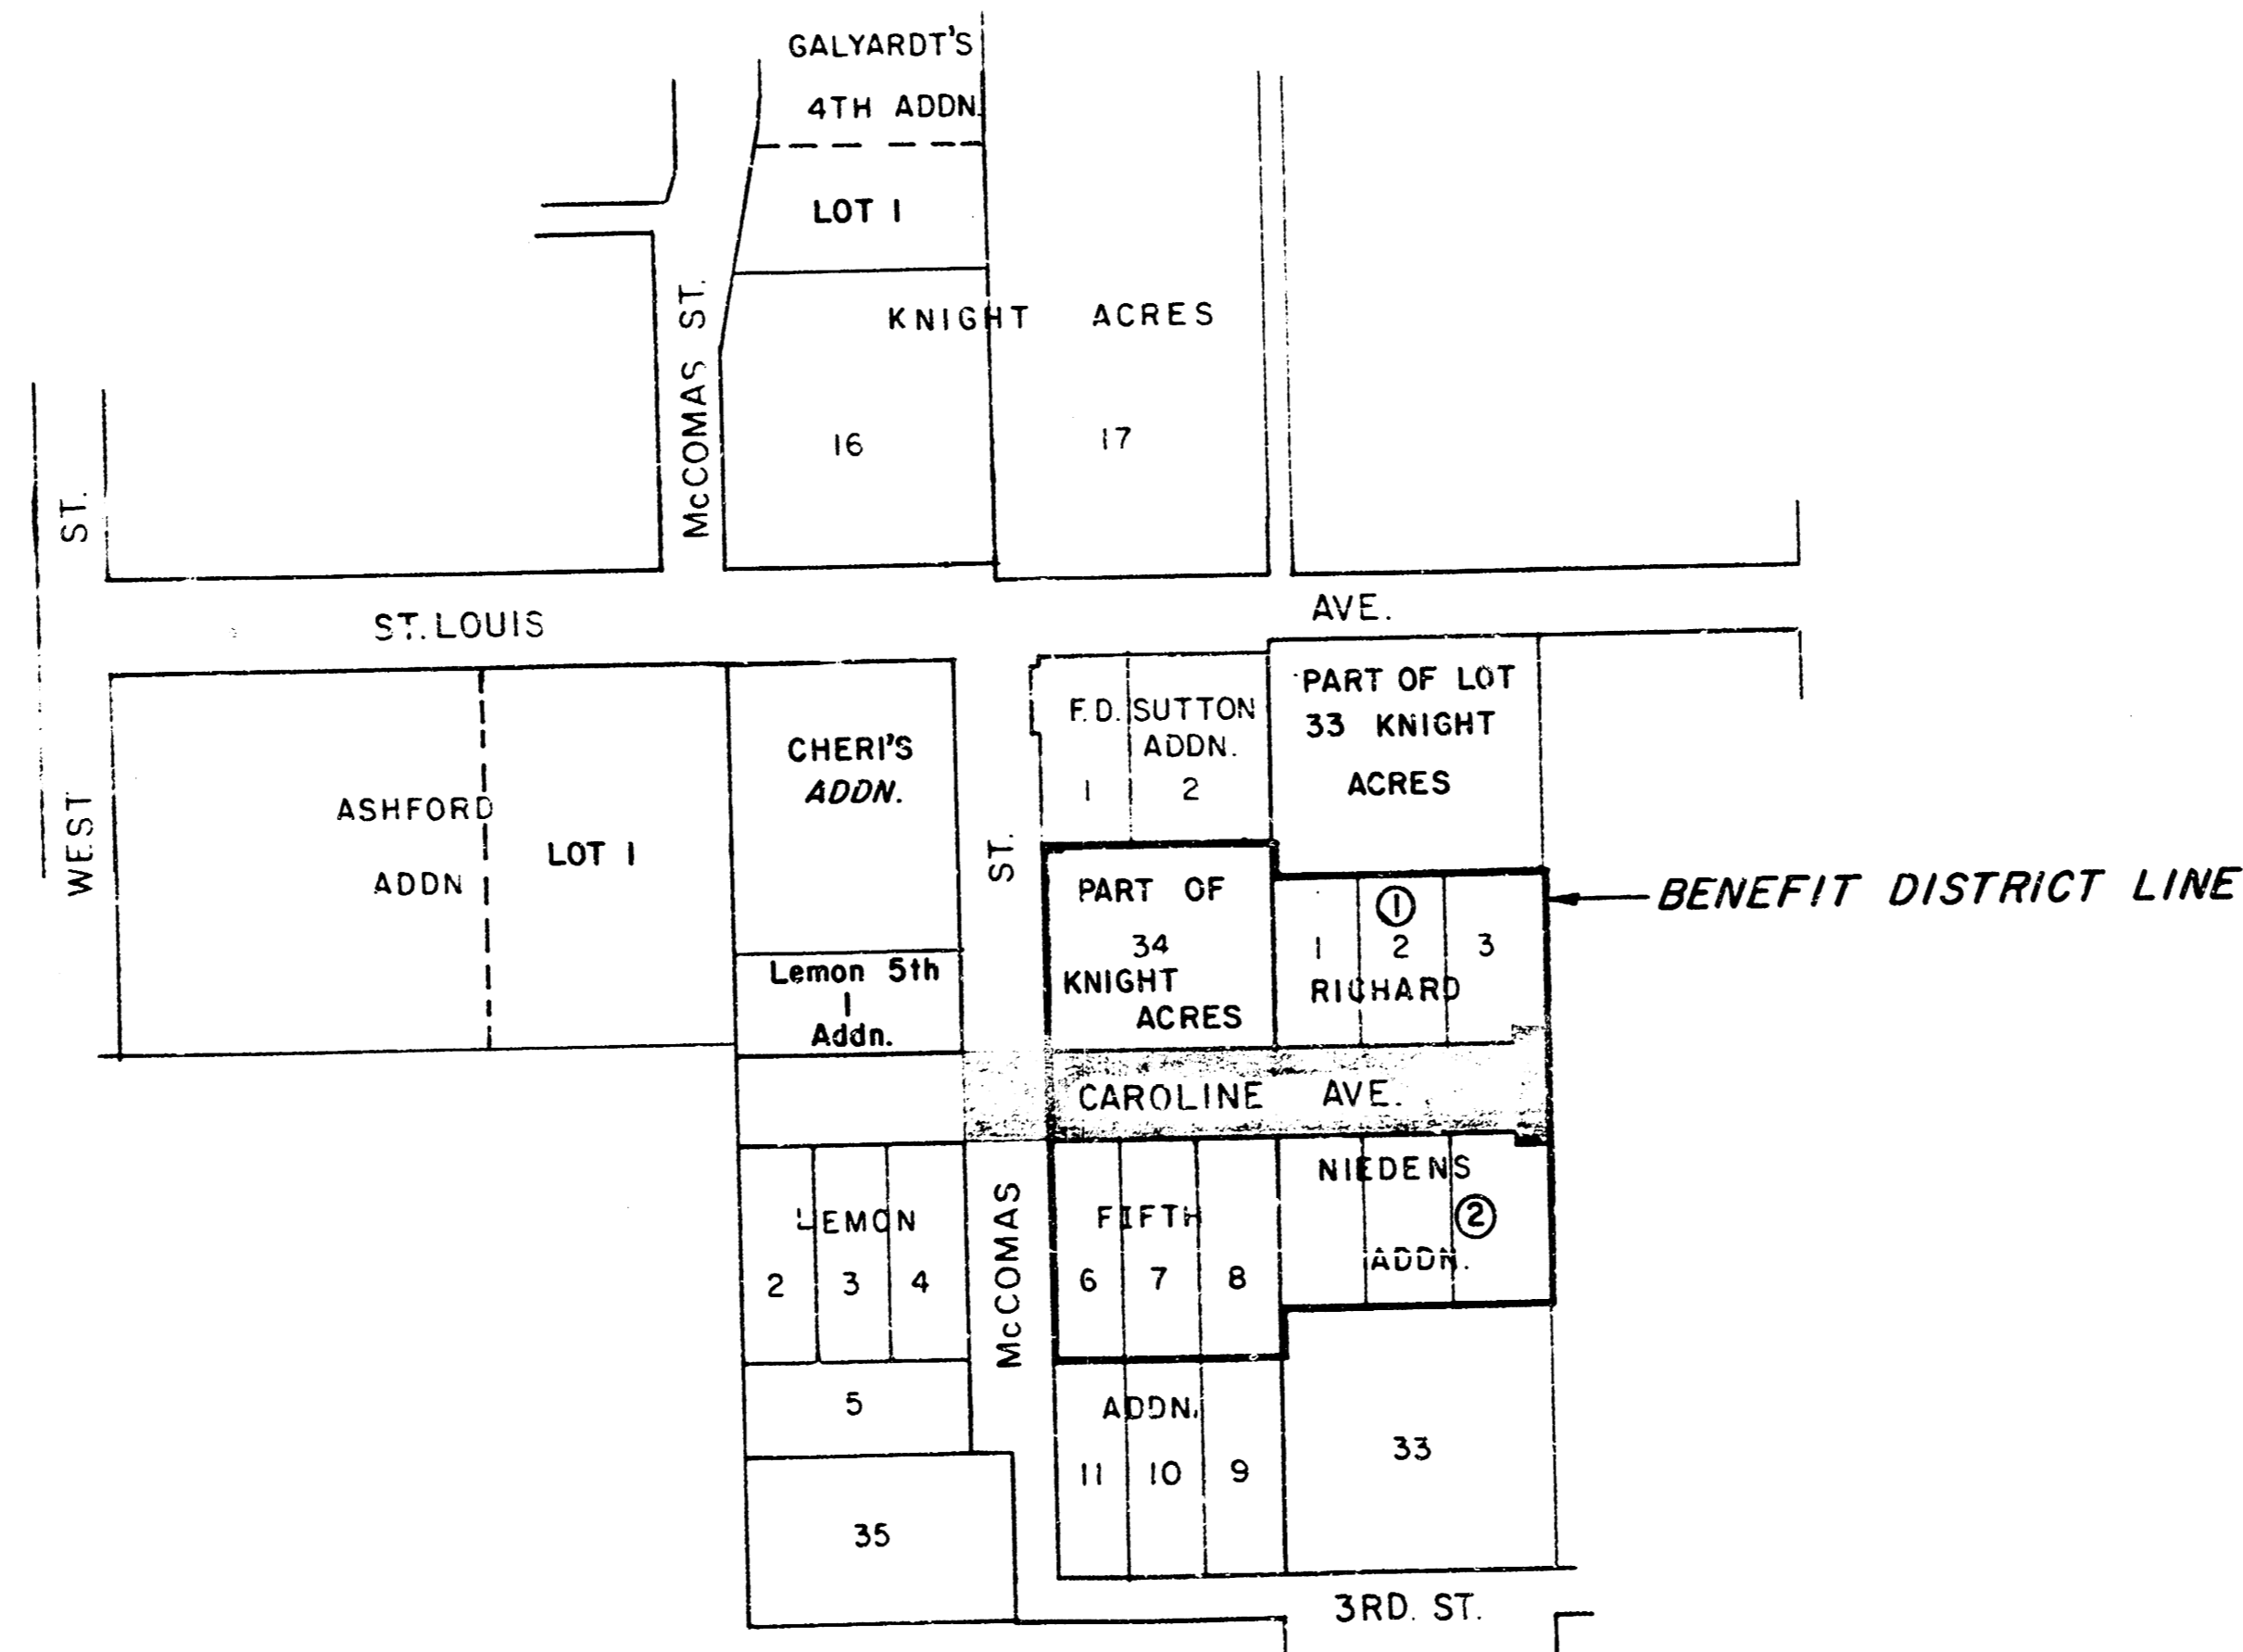 GALYARDT'S
4TH ADDN.
LOT 1
KNIGHT ACRES
McCOMAS ST.
16
17
ST.
WEST
ST. LOUIS
AVE.
ASHFORD
ADDN
LOT 1
CHERI'S
ADDN.
Lemon 5th
1
Addn.
ST.
F.D. SUTTON
ADDN.
1
2
PART OF LOT
33 KNIGHT
ACRES
PART OF
34
KNIGHT
ACRES
1
1 2 3
RICHARD
BENEFIT DISTRICT LINE
CAROLINE AVE.
LEMON
2 3 4
5
35
McCOMAS
FIFTH
6 7 8
NIEDENS
2
ADDN.
ADDN.
11 10 9
33
3RD. ST.